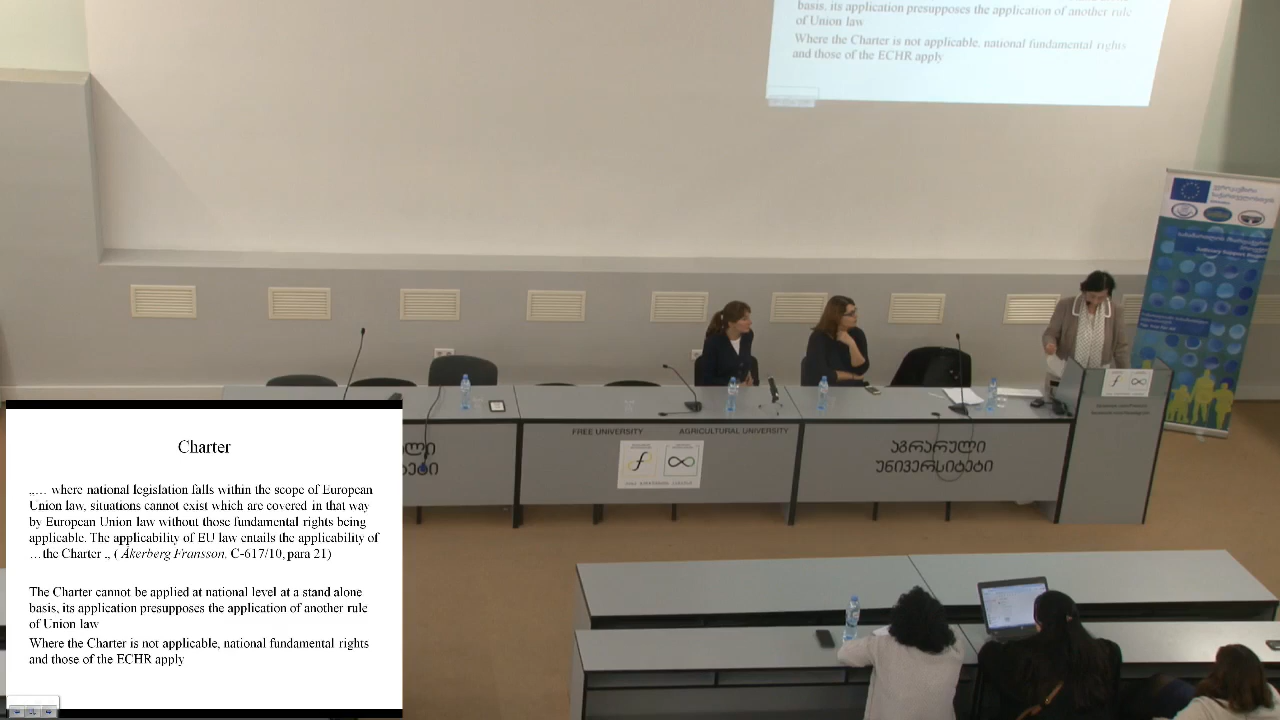 basis, its application presupposes the application of another rule
of Union law
Where the Charter is not applicable, national fundamental rights
and those of the ECHR apply
FREE UNIVERSITY
AGRICULTURAL UNIVERSITY
აგრარული
უნივერსიტეტი
Charter
„… where national legislation falls within the scope of European
Union law, situations cannot exist which are covered in that way
by European Union law without those fundamental rights being
applicable. The applicability of EU law entails the applicability of
…the Charter „ ( Åkerberg Fransson, C-617/10, para 21)
The Charter cannot be applied at national level at a stand alone
basis, its application presupposes the application of another rule
of Union law
Where the Charter is not applicable, national fundamental rights
and those of the ECHR apply